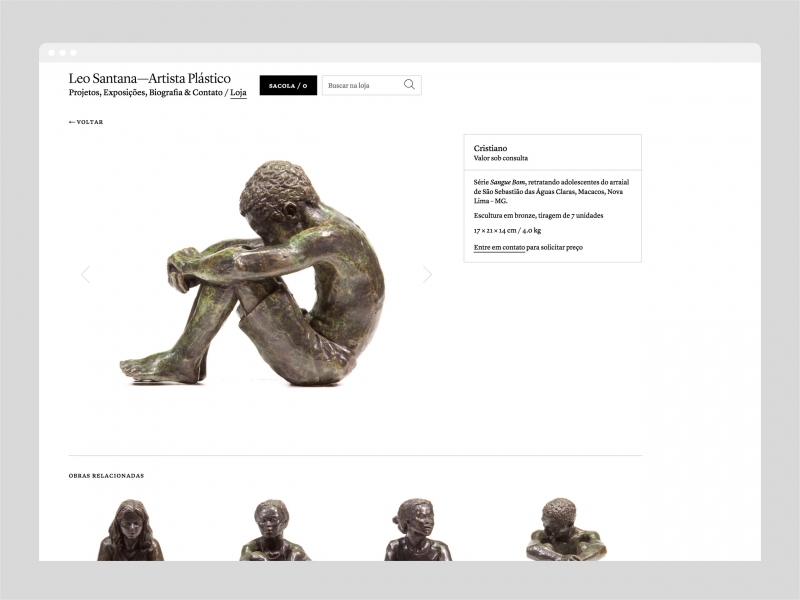 Leo Santana—Artista Plástico
Projetos, Exposições, Biografia & Contato / Loja
SACOLA / 0
Buscar na loja
← VOLTAR
Cristiano
Valor sob consulta
Série Sangue Bom, retratando adolescentes do arraial
de São Sebastião das Águas Claras, Macacos, Nova
Lima – MG.
Escultura em bronze, tiragem de 7 unidades
17 × 21 × 14 cm / 4.0 kg
Entre em contato para solicitar preço
OBRAS RELACIONADAS